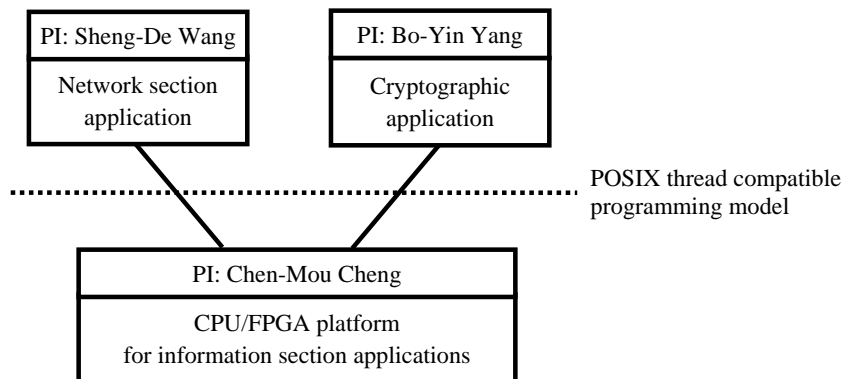 PI: Sheng-De Wang
Network section
application
PI: Bo-Yin Yang
Cryptographic
application
POSIX thread compatible
programming model
PI: Chen-Mou Cheng
CPU/FPGA platform
for information section applications